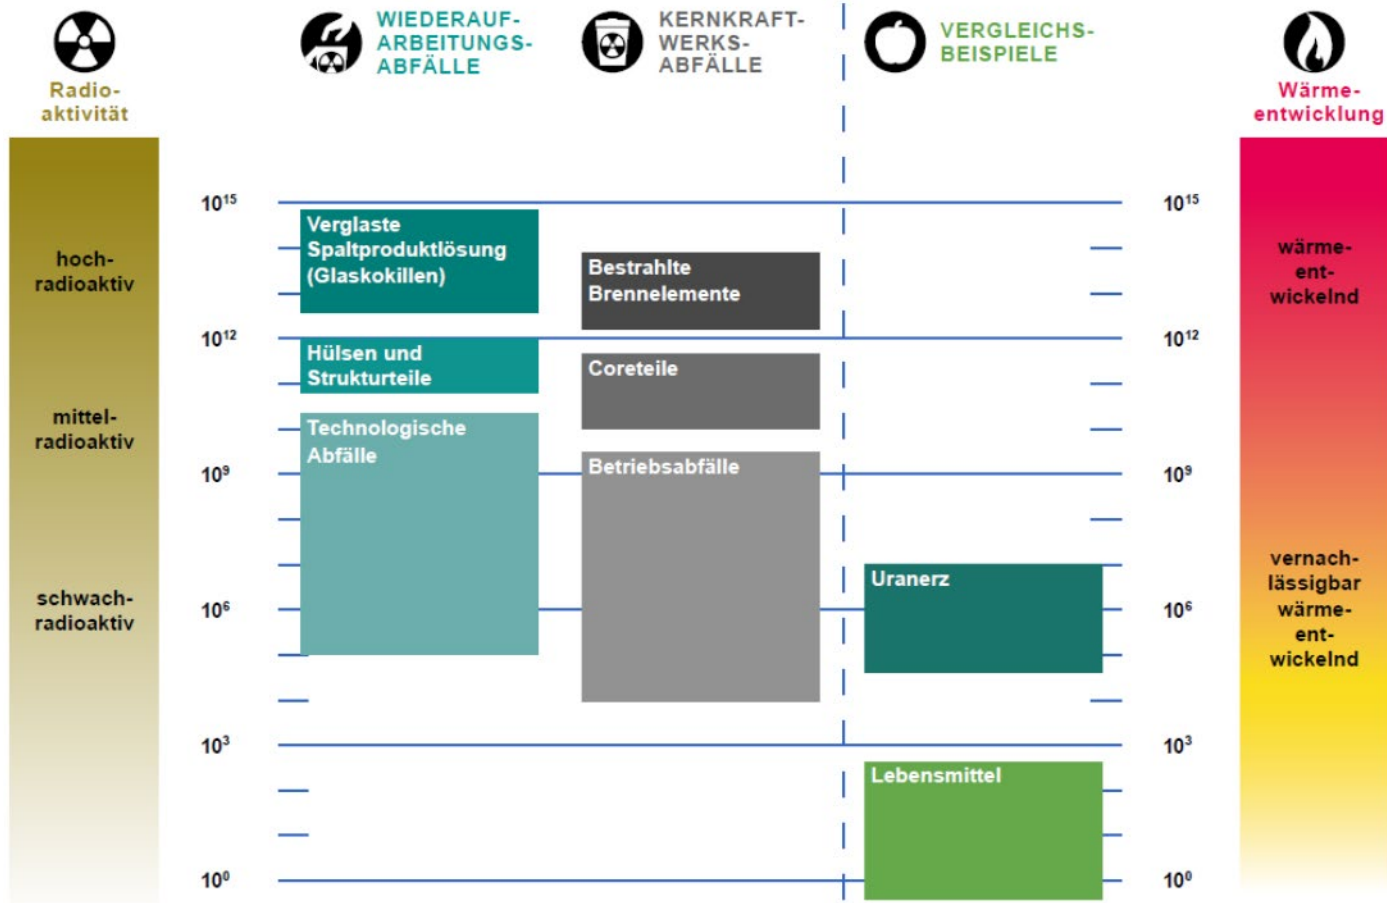 Radio-
aktivität
WIEDERAUF-
ARBEITUNGS-
ABFÄLLE
KERNKRAFT-
WERKS-
ABFÄLLE
VERGLEICHS-
BEISPIELE
Wärme-
entwicklung
hoch-
radioaktiv
mittel-
radioaktiv
schwach-
radioaktiv
10¹⁵
10¹²
10⁹
10⁶
10³
10⁰
Verglaste
Spaltproduktlösung
(Glaskokillen)
Hülsen und
Strukturteile
Technologische
Abfälle
Bestrahlte
Brennelemente
Coreteile
Betriebsabfälle
Uranerz
Lebensmittel
10¹⁵
10¹²
10⁹
10⁶
10³
10⁰
wärme-
ent-
wickelnd
vernach-
lässigbar
wärme-
ent-
wickelnd